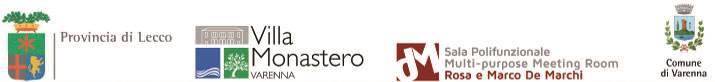 Provincia di Lecco
Villa
Monastero
VARENNA
dM
Sala Polifunzionale
Multi-purpose Meeting Room
Rosa e Marco De Marchi
Comune
di Varenna